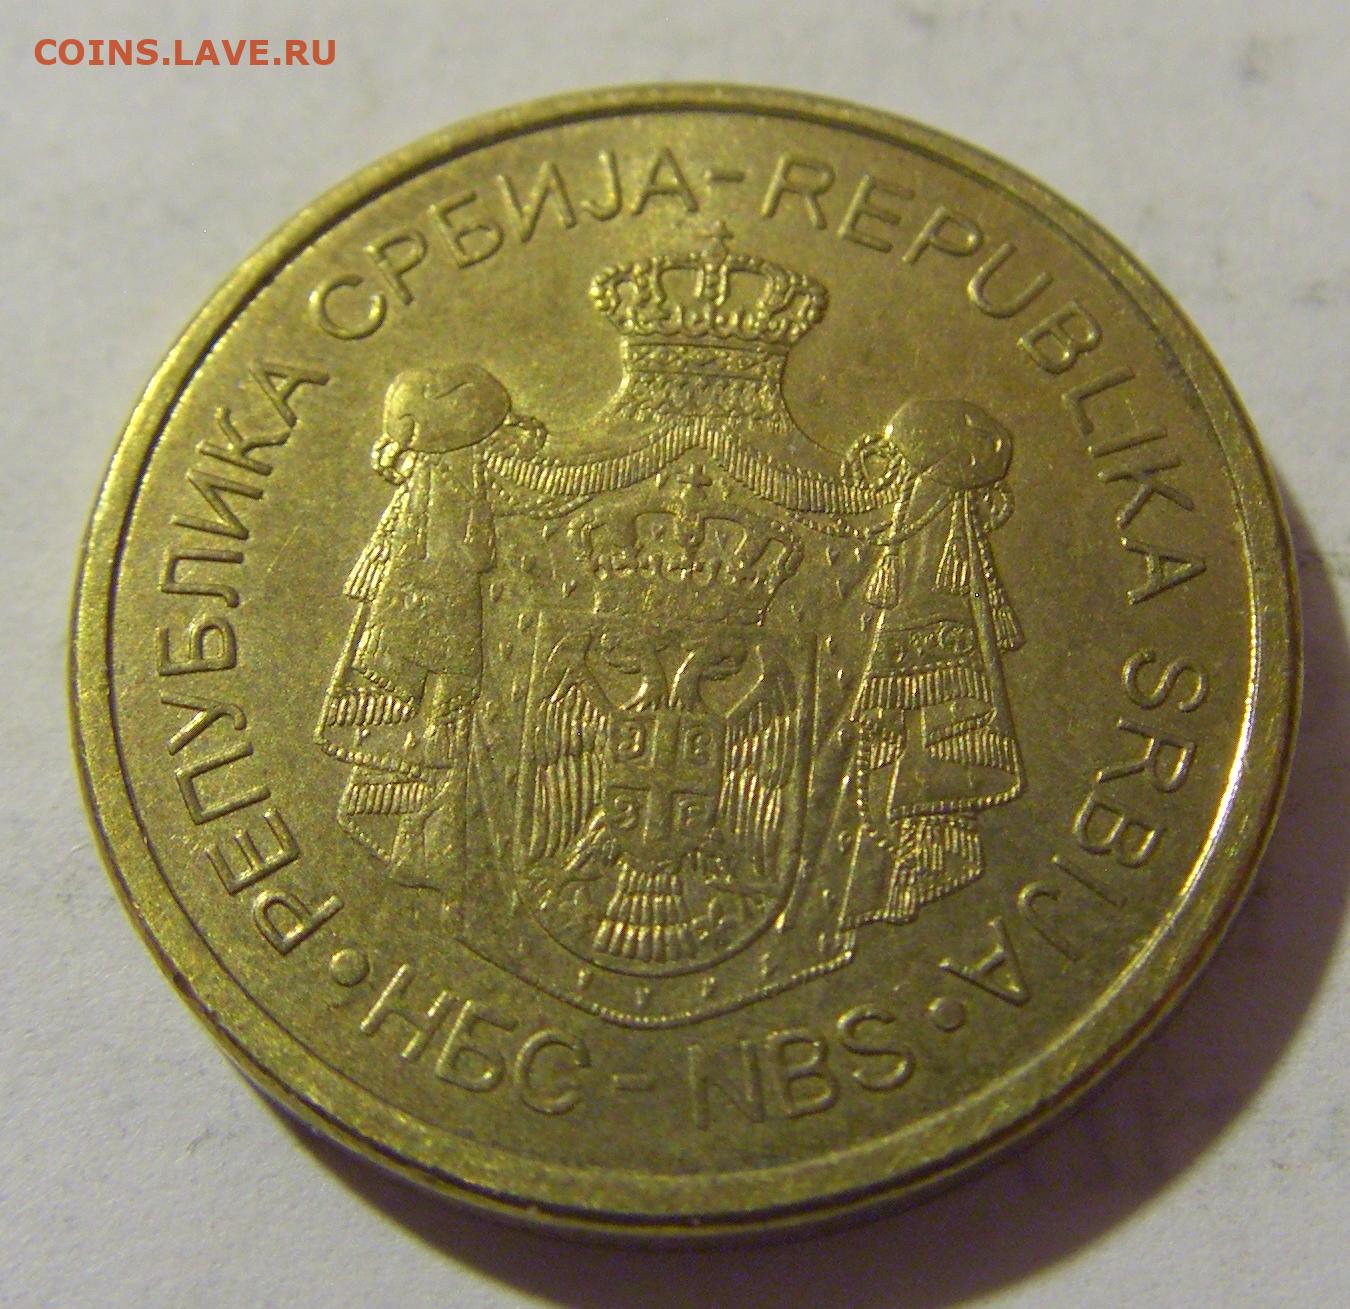 COINS.LAVE.RU
РЕПУБЛИКА СРБИЈА-REPUBLIKA SRBIJA
• НБС - NBS •